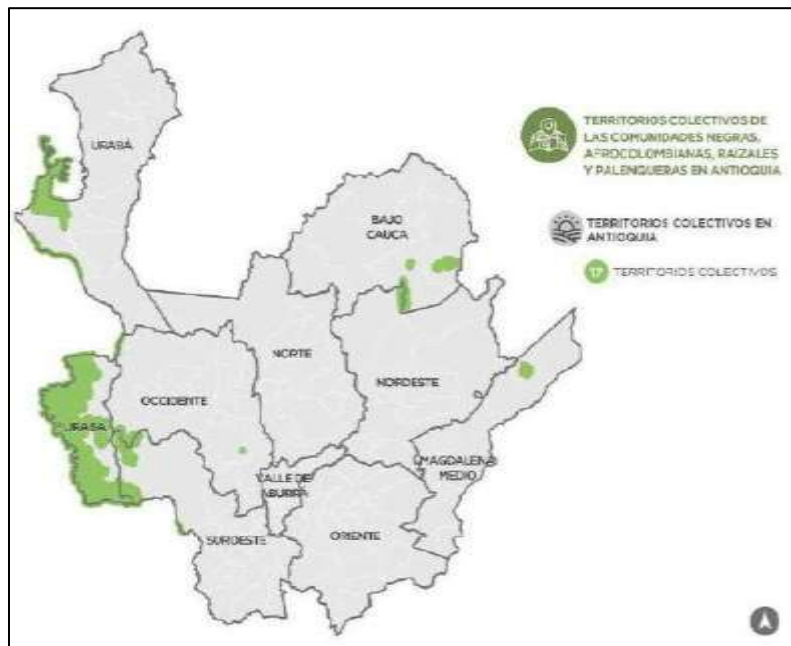 TERRITORIOS COLECTIVOS DE
LAS COMUNIDADES NEGRAS,
AFROCOLOMBIANAS, RAIZALES
Y PALENQUERAS EN ANTIOQUIA
TERRITORIOS COLECTIVOS EN
ANTIOQUIA
17 TERRITORIOS COLECTIVOS
URABÁ
BAJO
CAUCA
NORTE
NORDESTE
OCCIDENTE
URABÁ
MAGDALENA
MEDIO
VALLE DE
ABURRÁ
SUROESTE
ORIENTE